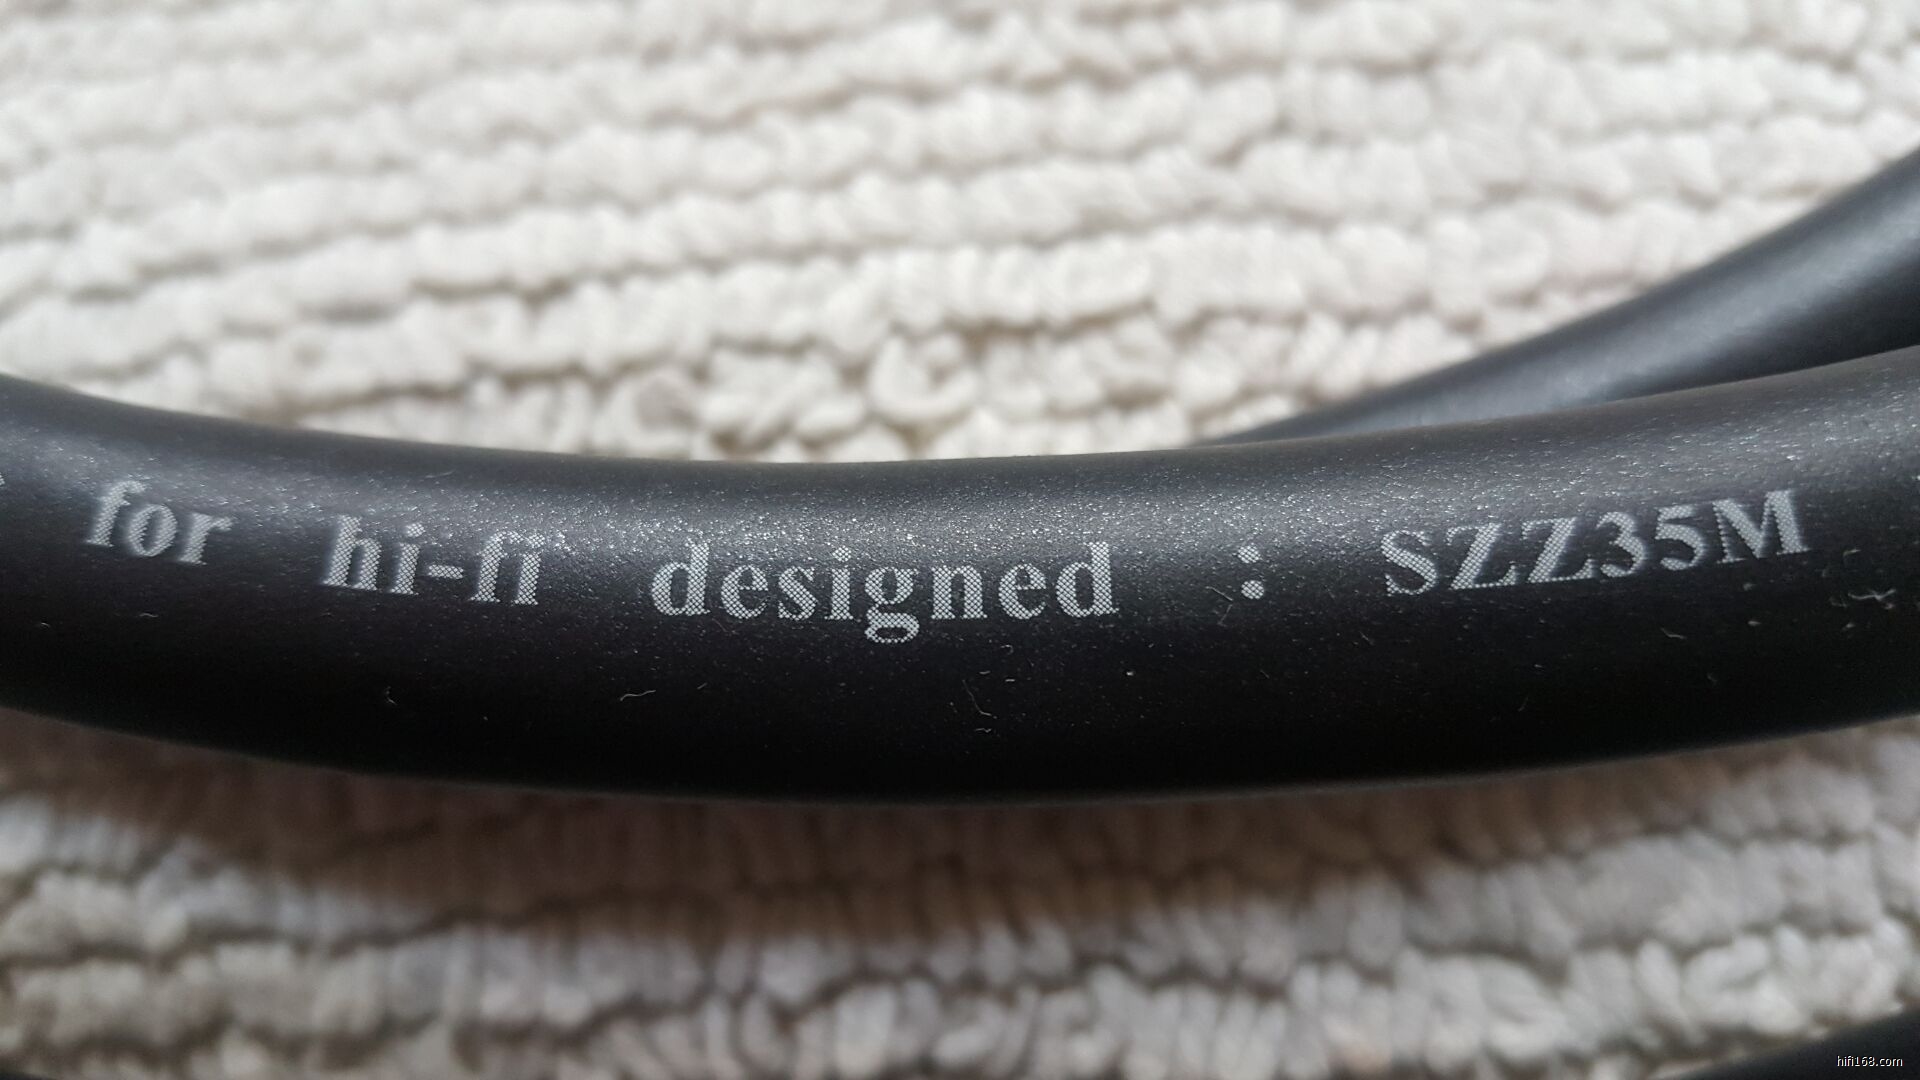 for hi-fi designed : SZZ35M
hifi168.com